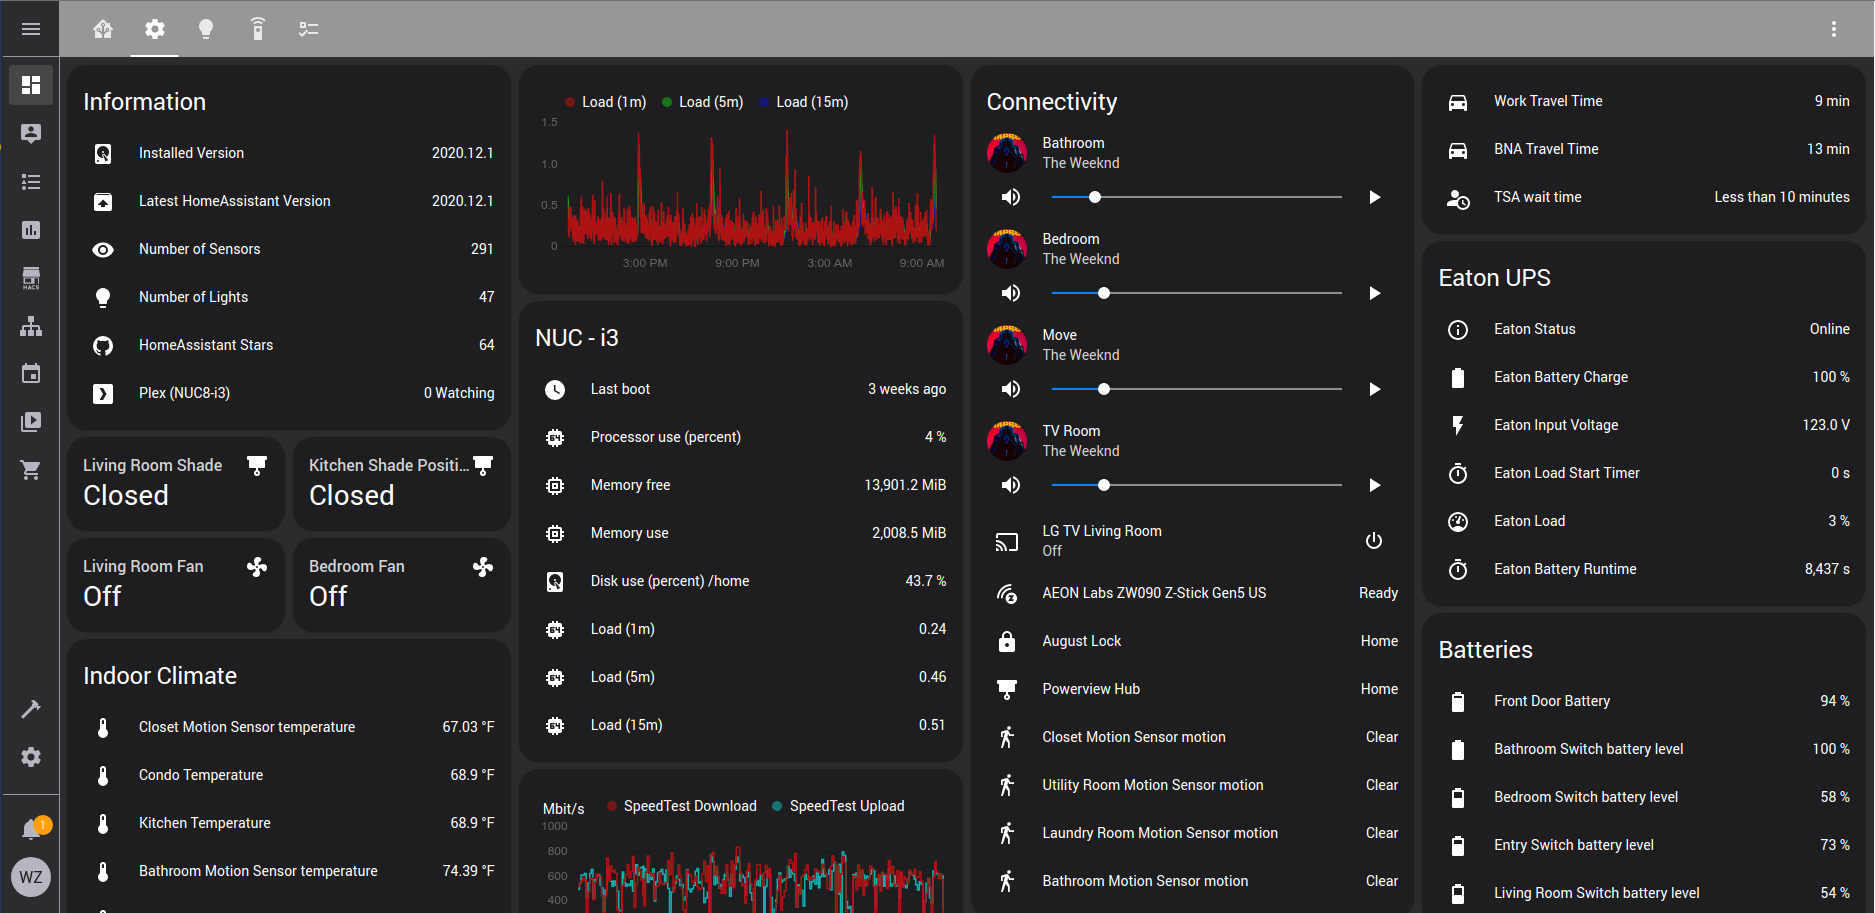 HACS
1
WZ
Information
Installed Version 2020.12.1
Latest HomeAssistant Version 2020.12.1
Number of Sensors 291
Number of Lights 47
HomeAssistant Stars 64
Plex (NUC8-i3) 0 Watching
Living Room Shade
Closed
Kitchen Shade Positi...
Closed
Living Room Fan
Off
Bedroom Fan
Off
Indoor Climate
Closet Motion Sensor temperature 67.03 °F
Condo Temperature 68.9 °F
Kitchen Temperature 68.9 °F
Bathroom Motion Sensor temperature 74.39 °F
Load (1m) Load (5m) Load (15m)
1.5
1.0
0.5
0
3:00 PM 9:00 PM 3:00 AM 9:00 AM
NUC - i3
Last boot 3 weeks ago
64 Processor use (percent) 4 %
Memory free 13,901.2 MiB
Memory use 2,008.5 MiB
Disk use (percent) /home 43.7 %
64 Load (1m) 0.24
64 Load (5m) 0.46
64 Load (15m) 0.51
Mbit/s SpeedTest Download SpeedTest Upload
1000
800
600
400
Connectivity
Bathroom
The Weeknd
Bedroom
The Weeknd
Move
The Weeknd
TV Room
The Weeknd
LG TV Living Room
Off
AEON Labs ZW090 Z-Stick Gen5 US Ready
August Lock Home
Powerview Hub Home
Closet Motion Sensor motion Clear
Utility Room Motion Sensor motion Clear
Laundry Room Motion Sensor motion Clear
Bathroom Motion Sensor motion Clear
Work Travel Time 9 min
BNA Travel Time 13 min
TSA wait time Less than 10 minutes
Eaton UPS
Eaton Status Online
Eaton Battery Charge 100 %
Eaton Input Voltage 123.0 V
Eaton Load Start Timer 0 s
Eaton Load 3 %
Eaton Battery Runtime 8,437 s
Batteries
Front Door Battery 94 %
Bathroom Switch battery level 100 %
Bedroom Switch battery level 58 %
Entry Switch battery level 73 %
Living Room Switch battery level 54 %